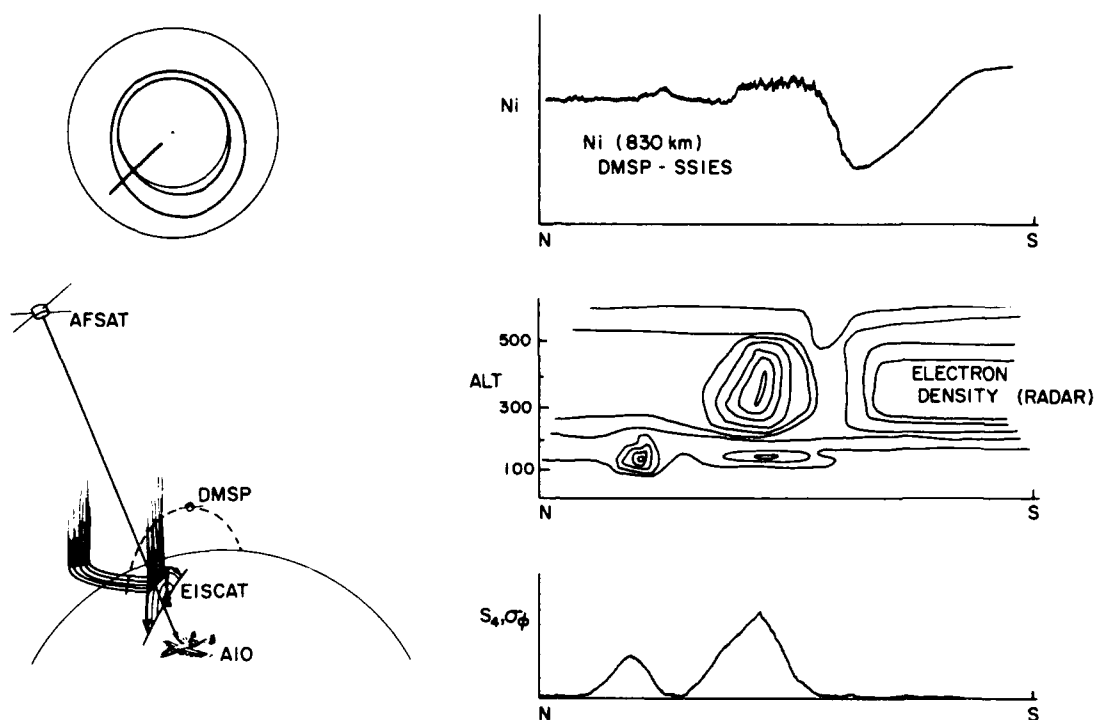 Ni
Ni (830 km)
DMSP - SSIES
N
S
AFSAT
DMSP
EISCAT
AIO
500
ALT
300
100
ELECTRON
DENSITY (RADAR)
N
S
S₄,σϕ
N
S